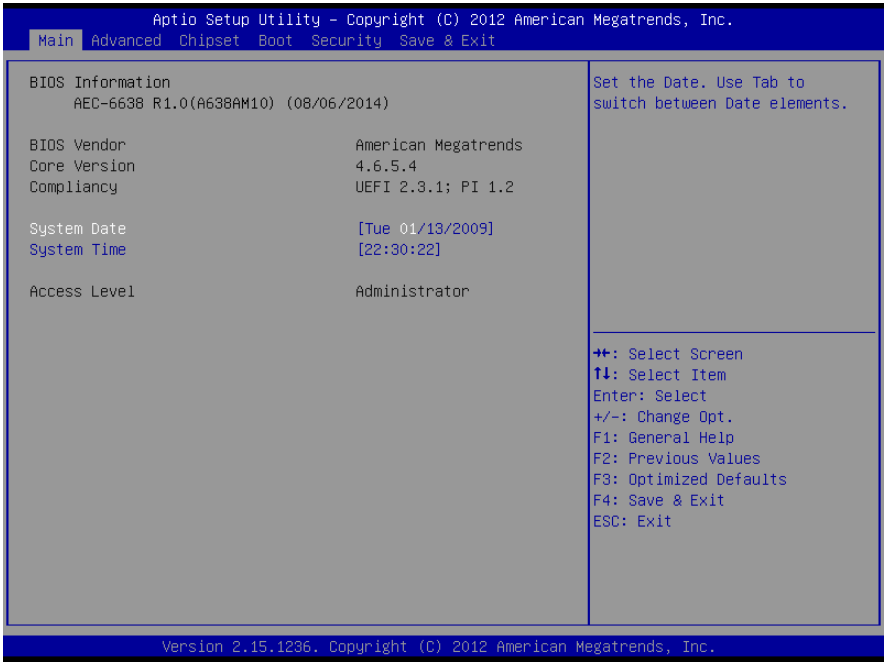 Aptio Setup Utility – Copyright (C) 2012 American Megatrends, Inc.
Main Advanced Chipset Boot Security Save & Exit
BIOS Information
AEC-6638 R1.0(A638AM10) (08/06/2014)
BIOS Vendor American Megatrends
Core Version 4.6.5.4
Compliancy UEFI 2.3.1; PI 1.2
System Date [Tue 01/13/2009]
System Time [22:30:22]
Access Level Administrator
Set the Date. Use Tab to
switch between Date elements.
→←: Select Screen
↑↓: Select Item
Enter: Select
+/-: Change Opt.
F1: General Help
F2: Previous Values
F3: Optimized Defaults
F4: Save & Exit
ESC: Exit
Version 2.15.1236. Copyright (C) 2012 American Megatrends, Inc.